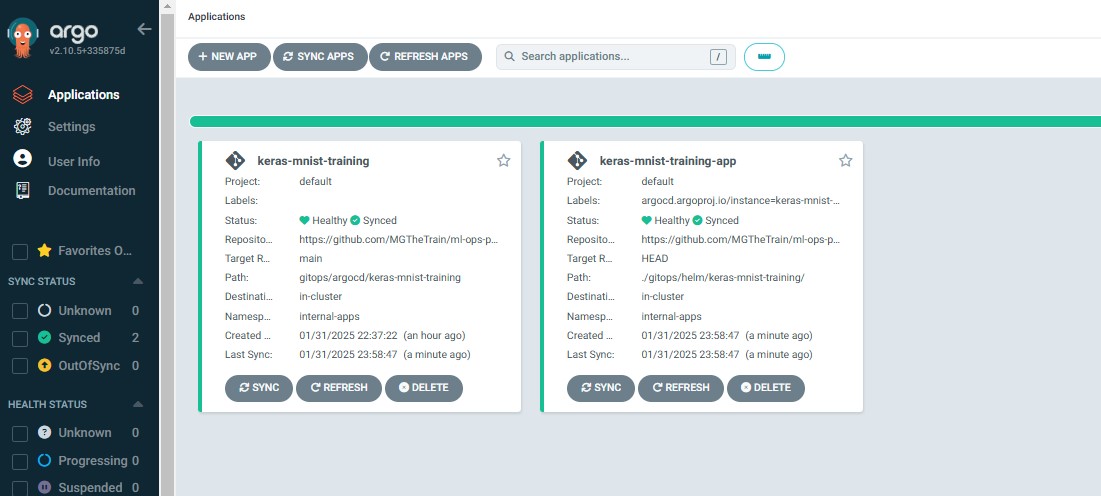 argo
v2.10.5+335875d
Applications
Settings
User Info
Documentation
Favorites O...
SYNC STATUS
Unknown 0
Synced 2
OutOfSync 0
HEALTH STATUS
Unknown 0
Progressing 0
Suspended 0
Applications
+ NEW APP SYNC APPS REFRESH APPS Search applications... /
keras-mnist-training
Project: default
Labels:
Status: Healthy Synced
Reposito... https://github.com/MGTheTrain/ml-ops-p...
Target R... main
Path: gitops/argocd/keras-mnist-training
Destinati... in-cluster
Namesp... internal-apps
Created ... 01/31/2025 22:37:22 (an hour ago)
Last Sync: 01/31/2025 23:58:47 (a minute ago)
SYNC REFRESH DELETE
keras-mnist-training-app
Project: default
Labels: argocd.argoproj.io/instance=keras-mnist-...
Status: Healthy Synced
Reposito... https://github.com/MGTheTrain/ml-ops-p...
Target R... HEAD
Path: ./gitops/helm/keras-mnist-training/
Destinati... in-cluster
Namesp... internal-apps
Created ... 01/31/2025 23:58:47 (a minute ago)
Last Sync: 01/31/2025 23:58:47 (a minute ago)
SYNC REFRESH DELETE